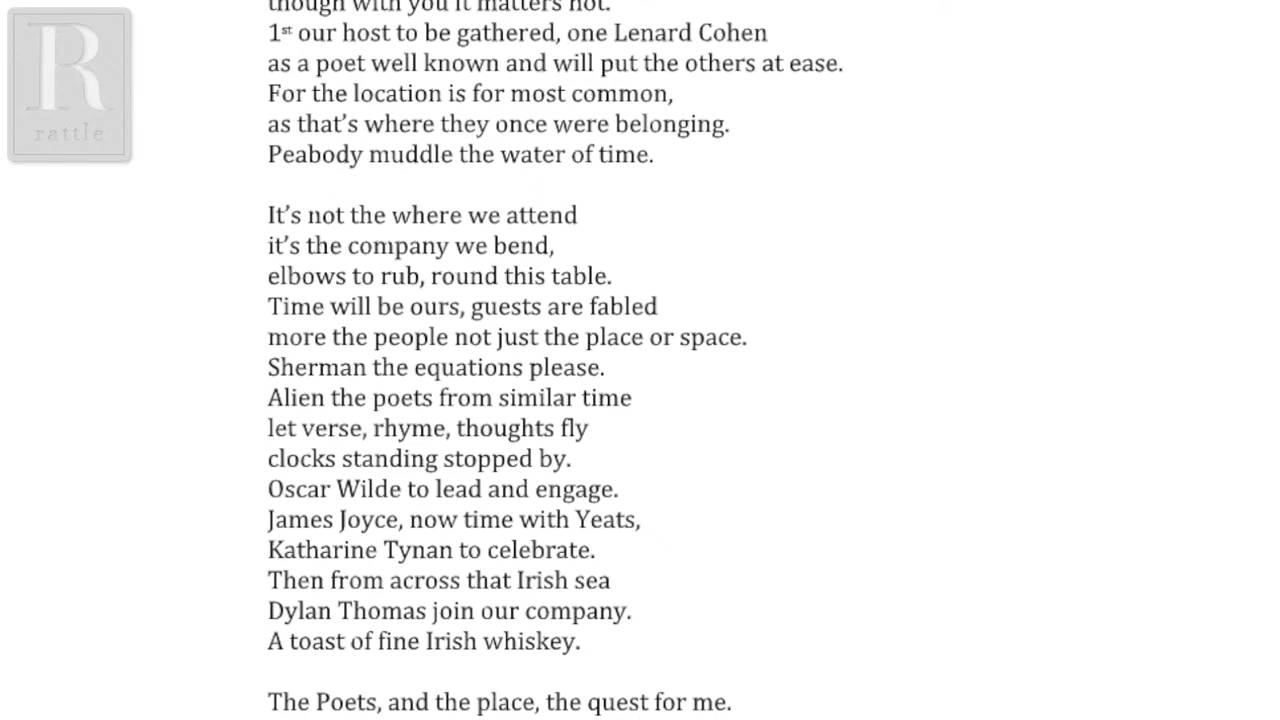 though with you it matters not.
R
rattle
1st our host to be gathered, one Lenard Cohen
as a poet well known and will put the others at ease.
For the location is for most common,
as that's where they once were belonging.
Peabody muddle the water of time.
It's not the where we attend
it's the company we bend,
elbows to rub, round this table.
Time will be ours, guests are fabled
more the people not just the place or space.
Sherman the equations please.
Alien the poets from similar time
let verse, rhyme, thoughts fly
clocks standing stopped by.
Oscar Wilde to lead and engage.
James Joyce, now time with Yeats,
Katharine Tynan to celebrate.
Then from across that Irish sea
Dylan Thomas join our company.
A toast of fine Irish whiskey.
The Poets, and the place, the quest for me.